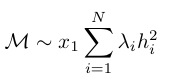 $\mathcal{M} \sim x_1 \sum_{i=1}^{N} \lambda_i h_i^2$